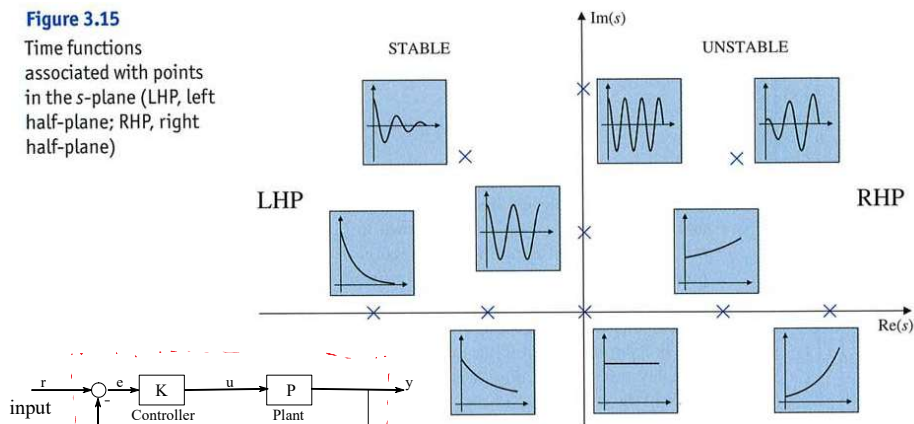 Figure 3.15
Time functions
associated with points
in the s-plane (LHP, left
half-plane; RHP, right
half-plane)
Im(s)
STABLE
UNSTABLE
LHP
RHP
Re(s)
r
e
K
u
P
y
input
-
Controller
Plant